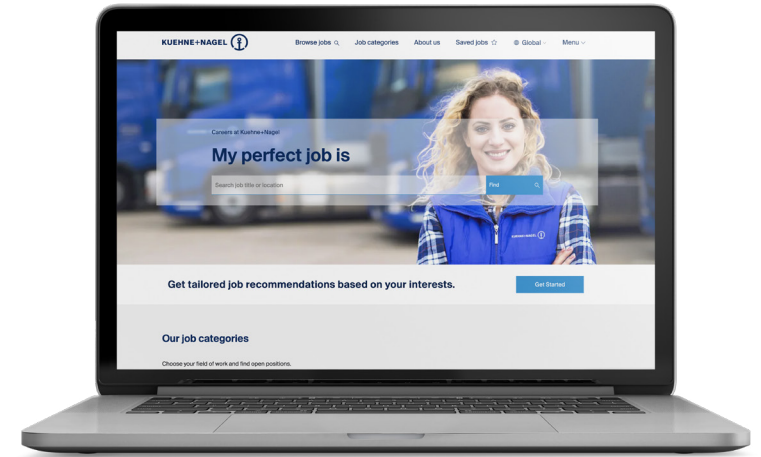 KUEHNE+NAGEL
Browse jobs
Job categories
About us
Saved jobs
Global
Menu
Careers at Kuehne+Nagel
My perfect job is
Search job title or location
Find
KUEHNE+NAGEL
Get tailored job recommendations based on your interests.
Get Started
Our job categories
Choose your field of work and find open positions.